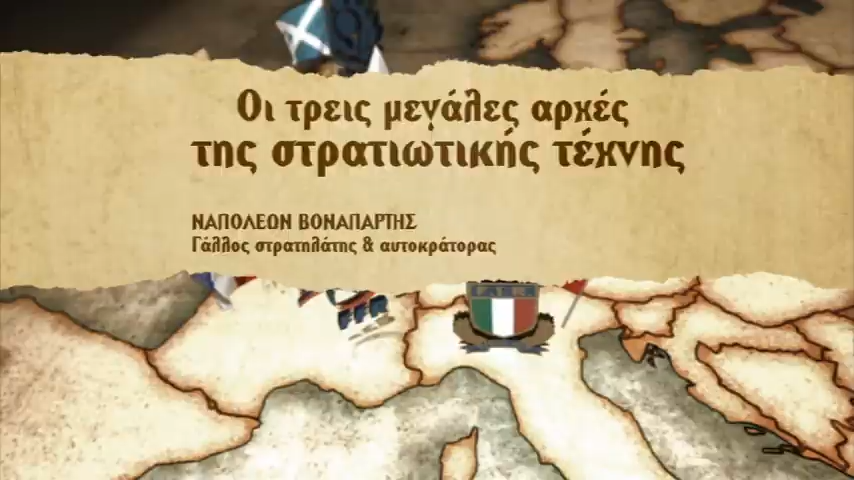 Οι τρεις μεγάλες αρχές
της στρατιωτικής τέχνης
ΝΑΠΟΛΕΩΝ ΒΟΝΑΠΑΡΤΗΣ
Γάλλος στρατηλάτης & αυτοκράτορας
F.I.R.